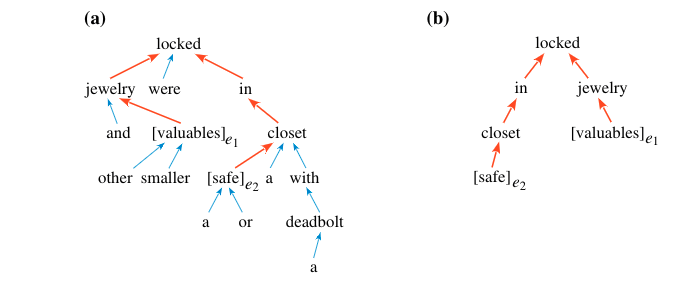 (a) (b)
locked locked
jewelry were in in jewelry
and [valuables]e1 closet closet [valuables]e1
other smaller [safe]e2 a with [safe]e2
a or deadbolt
a